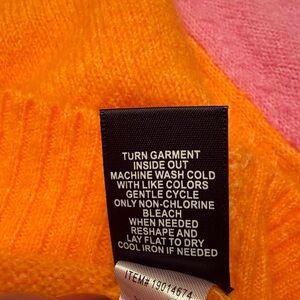 TURN GARMENT
INSIDE OUT
MACHINE WASH COLD
WITH LIKE COLORS
GENTLE CYCLE
ONLY NON-CHLORINE
BLEACH
WHEN NEEDED
RESHAPE AND
LAY FLAT TO DRY
COOL IRON IF NEEDED
ITEM# 19014674